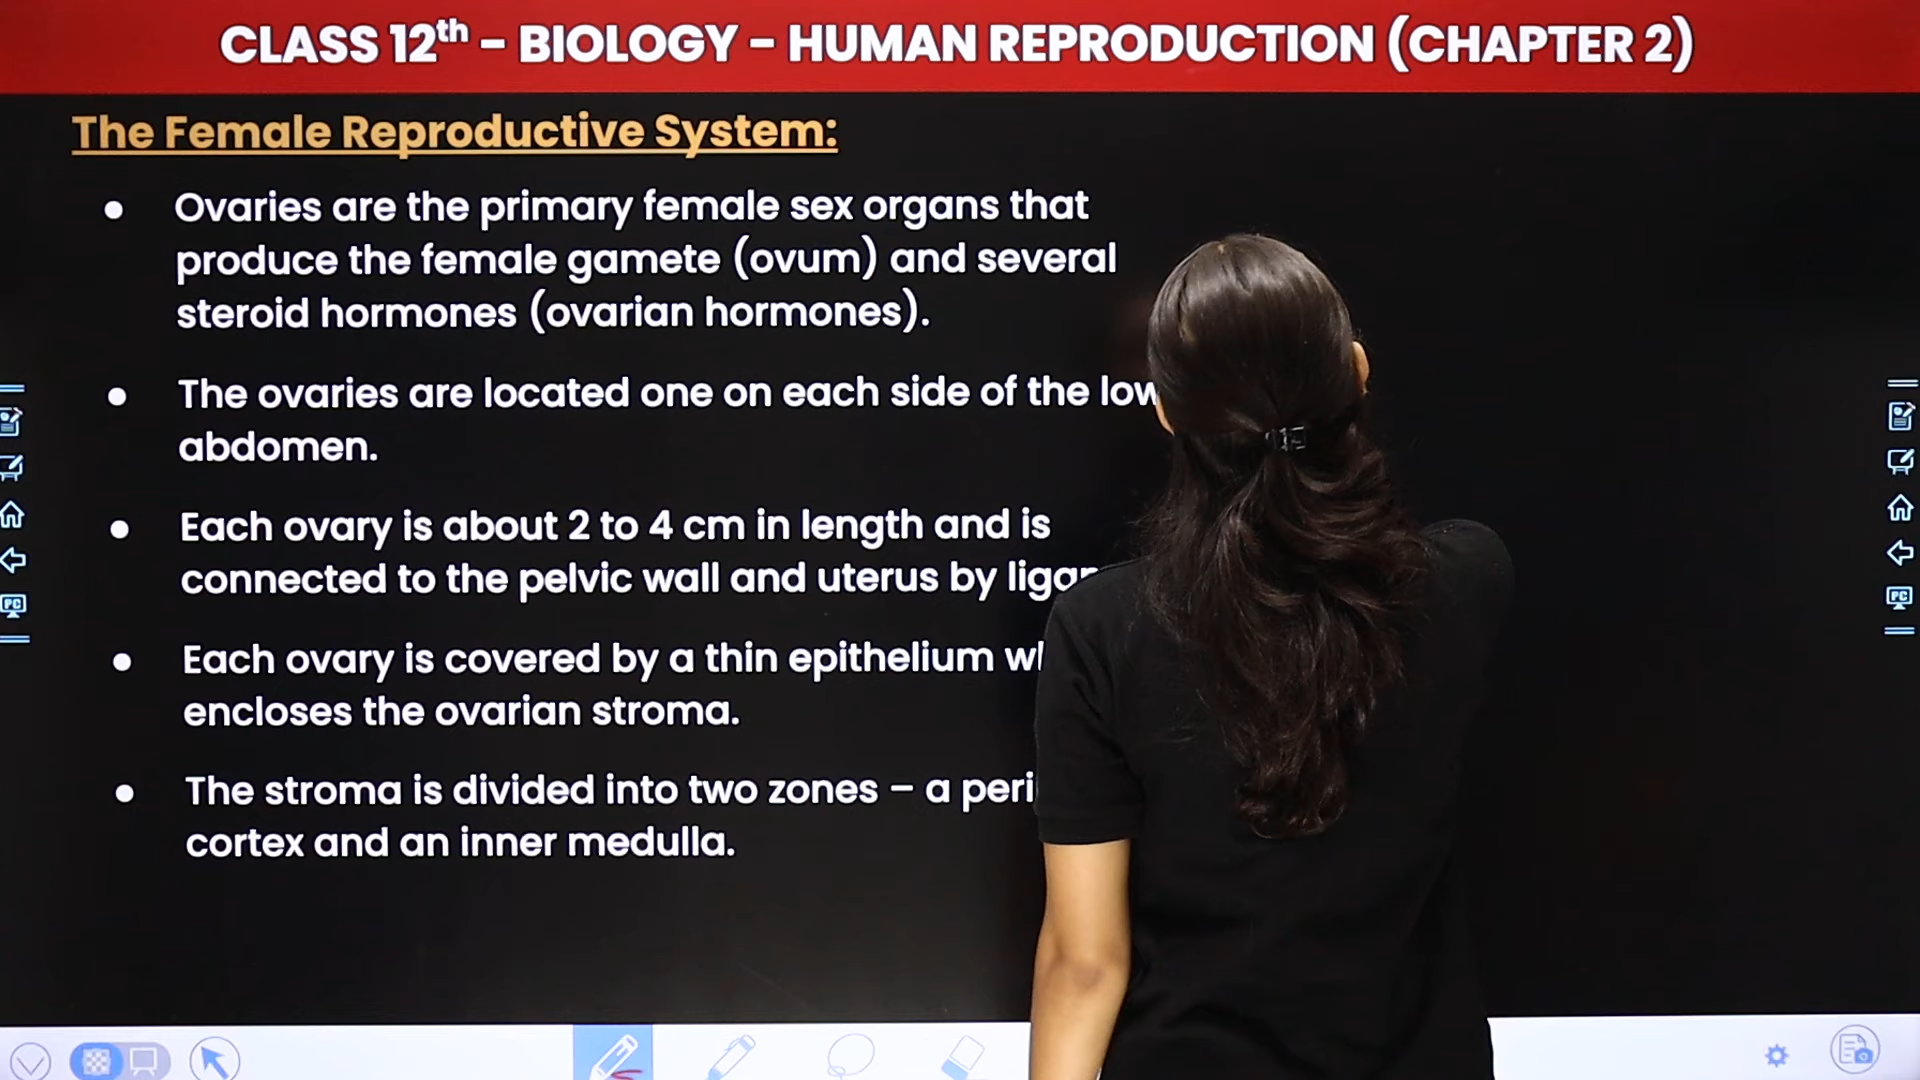 CLASS 12th – BIOLOGY – HUMAN REPRODUCTION (CHAPTER 2)
The Female Reproductive System:
● Ovaries are the primary female sex organs that
produce the female gamete (ovum) and several
steroid hormones (ovarian hormones).
● The ovaries are located one on each side of the
abdomen.
● Each ovary is about 2 to 4 cm in length and is
connected to the pelvic wall and uterus by
● Each ovary is covered by a thin epithelium
encloses the ovarian stroma.
● The stroma is divided into two zones – a
cortex and an inner medulla.
PC
PC